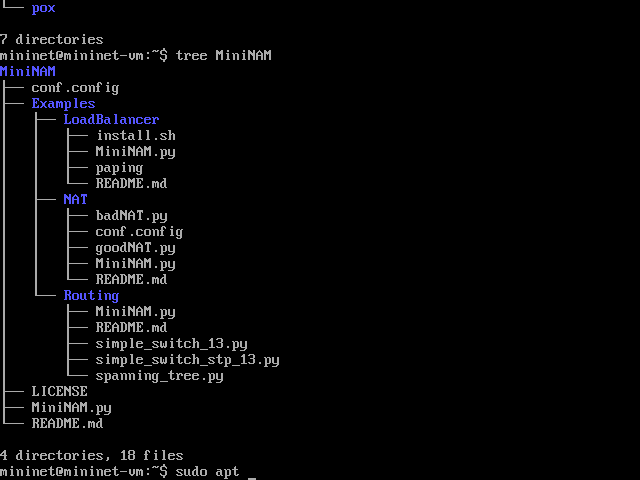 └── pox

7 directories
mininet@mininet-vm:~$ tree MiniNAM
MiniNAM
├── conf.config
├── Examples
│   ├── LoadBalancer
│   │   ├── install.sh
│   │   ├── MiniNAM.py
│   │   ├── paping
│   │   └── README.md
│   ├── NAT
│   │   ├── badNAT.py
│   │   ├── conf.config
│   │   ├── goodNAT.py
│   │   ├── MiniNAM.py
│   │   └── README.md
│   └── Routing
│       ├── MiniNAM.py
│       ├── README.md
│       ├── simple_switch_13.py
│       ├── simple_switch_stp_13.py
│       └── spanning_tree.py
├── LICENSE
├── MiniNAM.py
└── README.md

4 directories, 18 files
mininet@mininet-vm:~$ sudo apt _